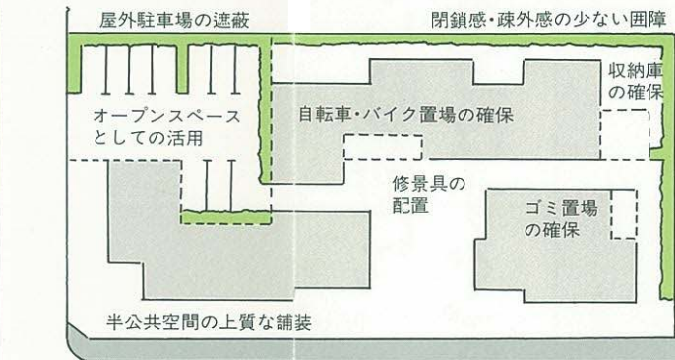 屋外駐車場の遮蔽
閉鎖感・疎外感の少ない囲障
収納庫
の確保
オープンスペース
としての活用
自転車・バイク置場の確保
修景具の
配置
ゴミ置場
の確保
半公共空間の上質な舗装